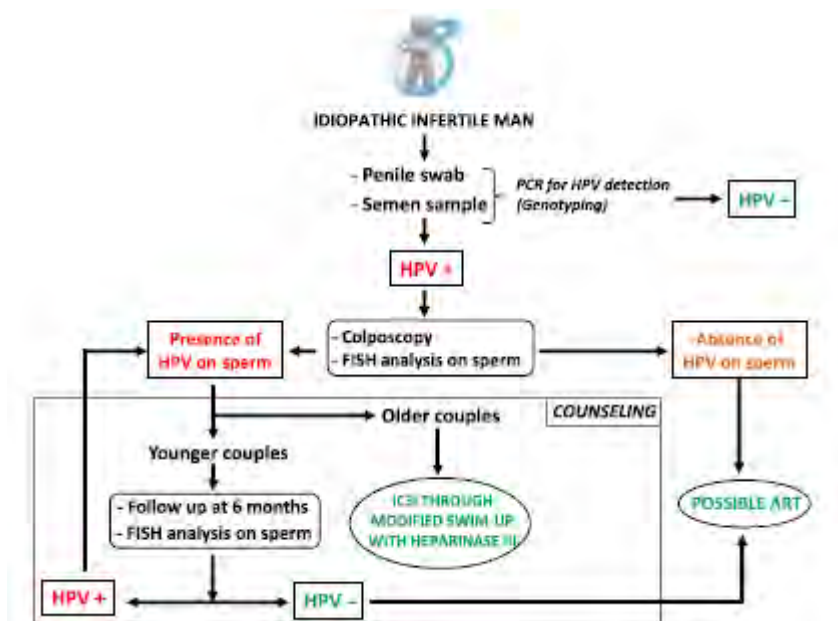 IDIOPATHIC INFERTILE MAN
- Penile swab
- Semen sample
PCR for HPV detection
(Genotyping)
HPV –
HPV +
Presence of
HPV on sperm
- Colposcopy
- FISH analysis on sperm
Absence of
HPV on sperm
Older couples
COUNSELING
Younger couples
- Follow up at 6 months
- FISH analysis on sperm
ICSI THROUGH
MODIFIED SWIM-UP
WITH HEPARINASE III
POSSIBLE ART
HPV +
HPV –